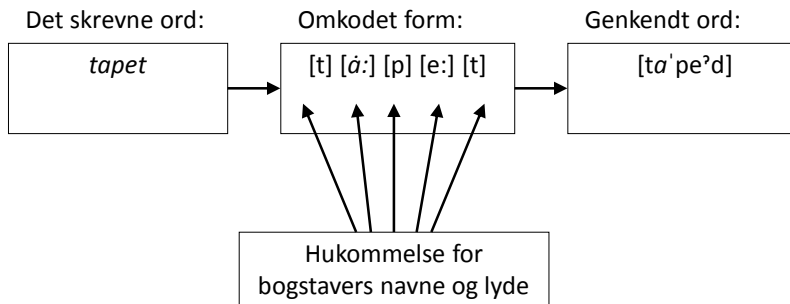 Det skrevne ord:
Omkodet form:
Genkendt ord:
tapet
[t] [ȧ:] [p] [e:] [t]
[taˈpeˀd]
Hukommelse for
bogstavers navne og lyde